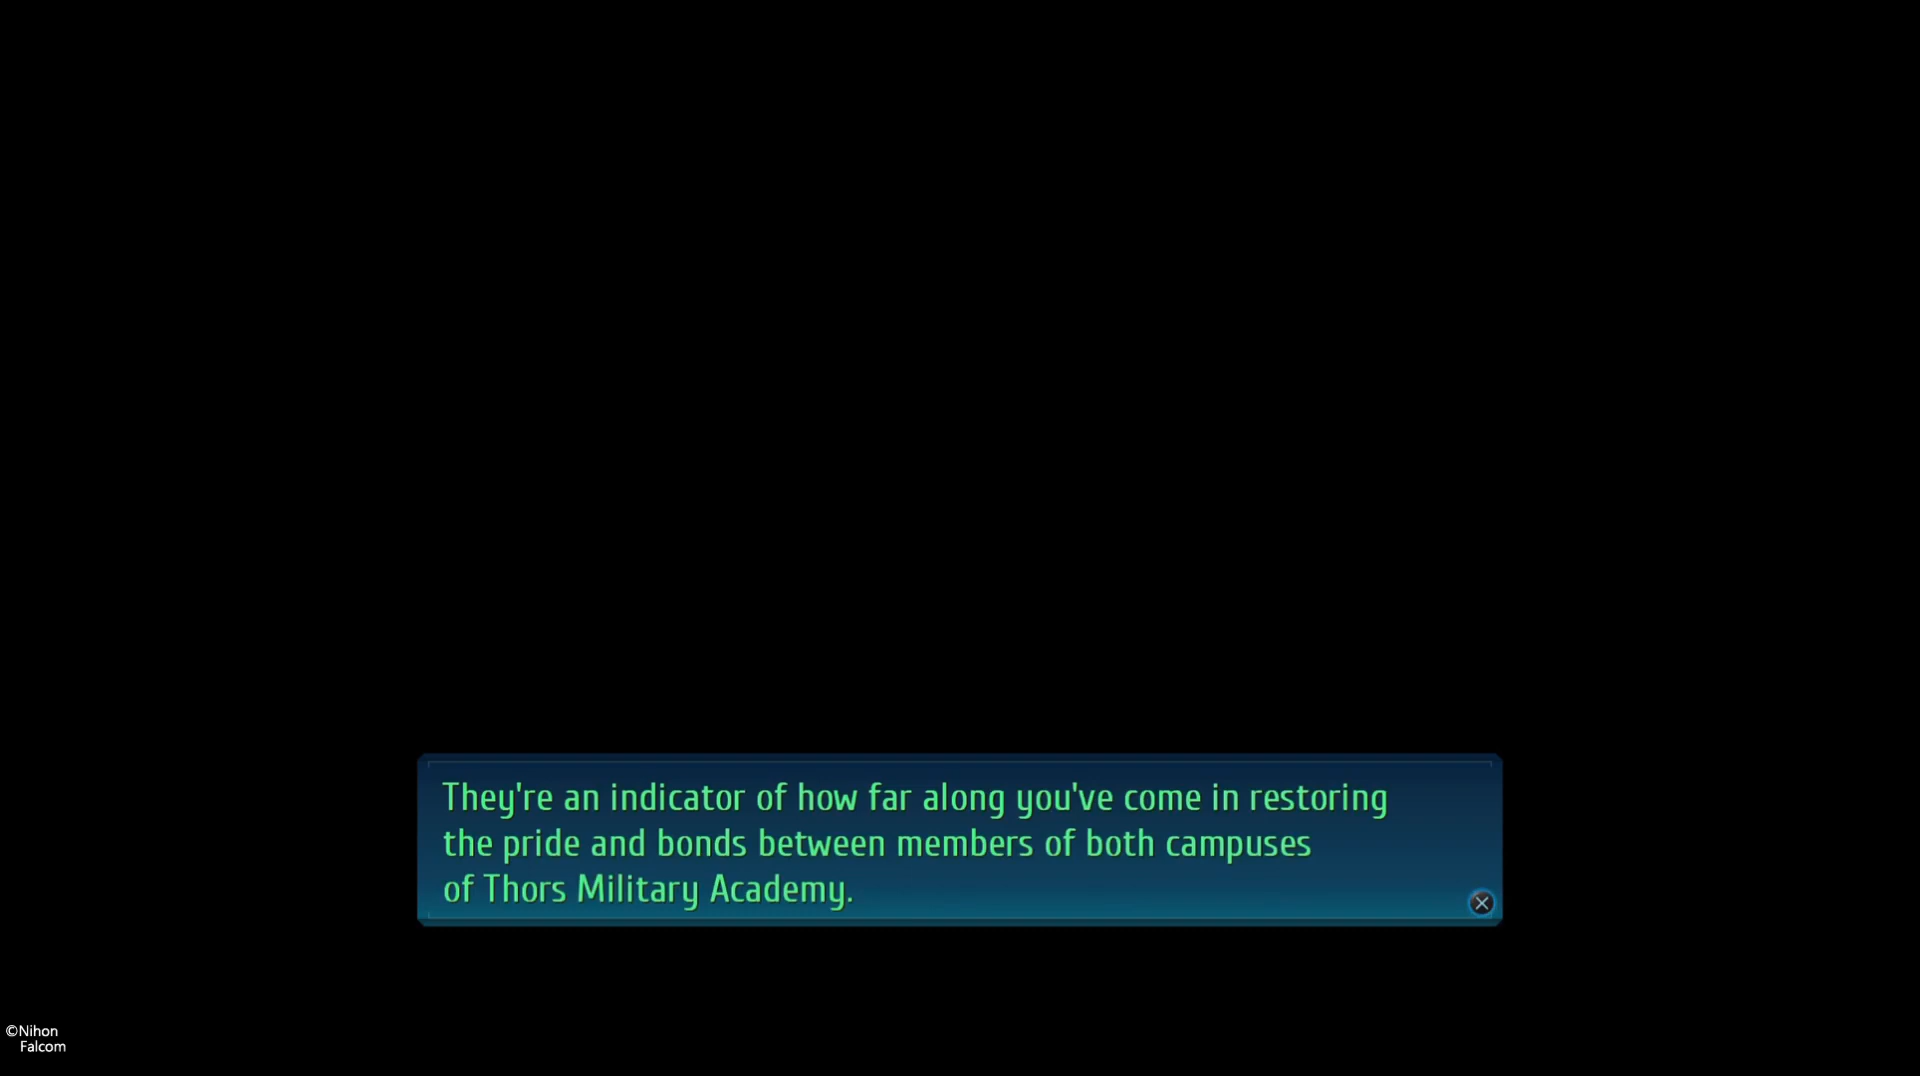 They're an indicator of how far along you've come in restoring
the pride and bonds between members of both campuses
of Thors Military Academy.
©Nihon
Falcom